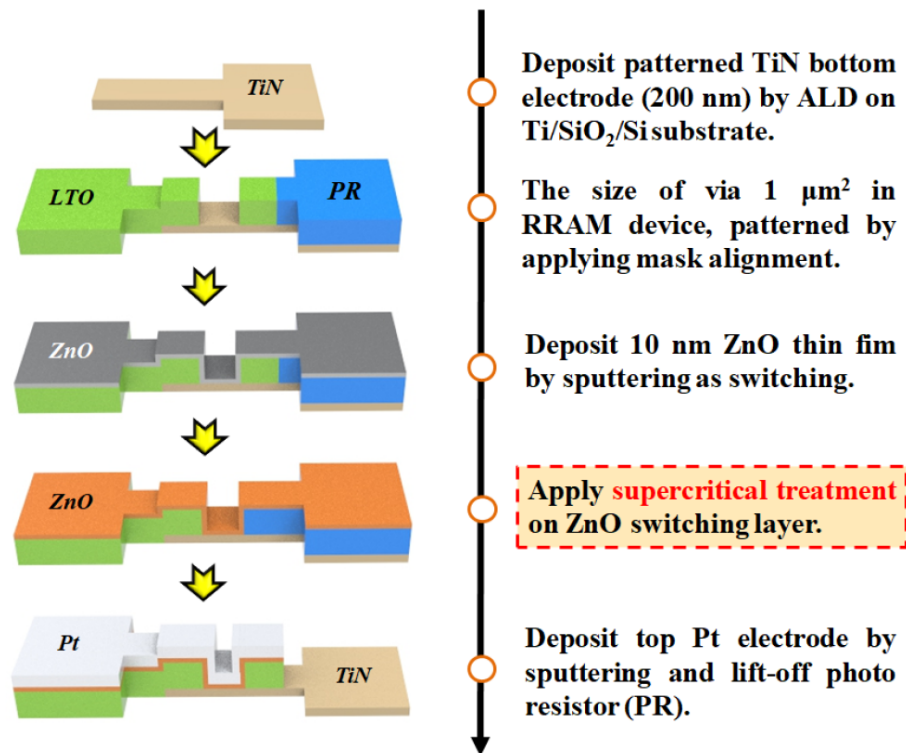 TiN
Deposit patterned TiN bottom
electrode (200 nm) by ALD on
Ti/SiO₂/Si substrate.
LTO
PR
The size of via 1 μm² in
RRAM device, patterned by
applying mask alignment.
ZnO
Deposit 10 nm ZnO thin fim
by sputtering as switching.
ZnO
Apply supercritical treatment
on ZnO switching layer.
Pt
TiN
Deposit top Pt electrode by
sputtering and lift-off photo
resistor (PR).